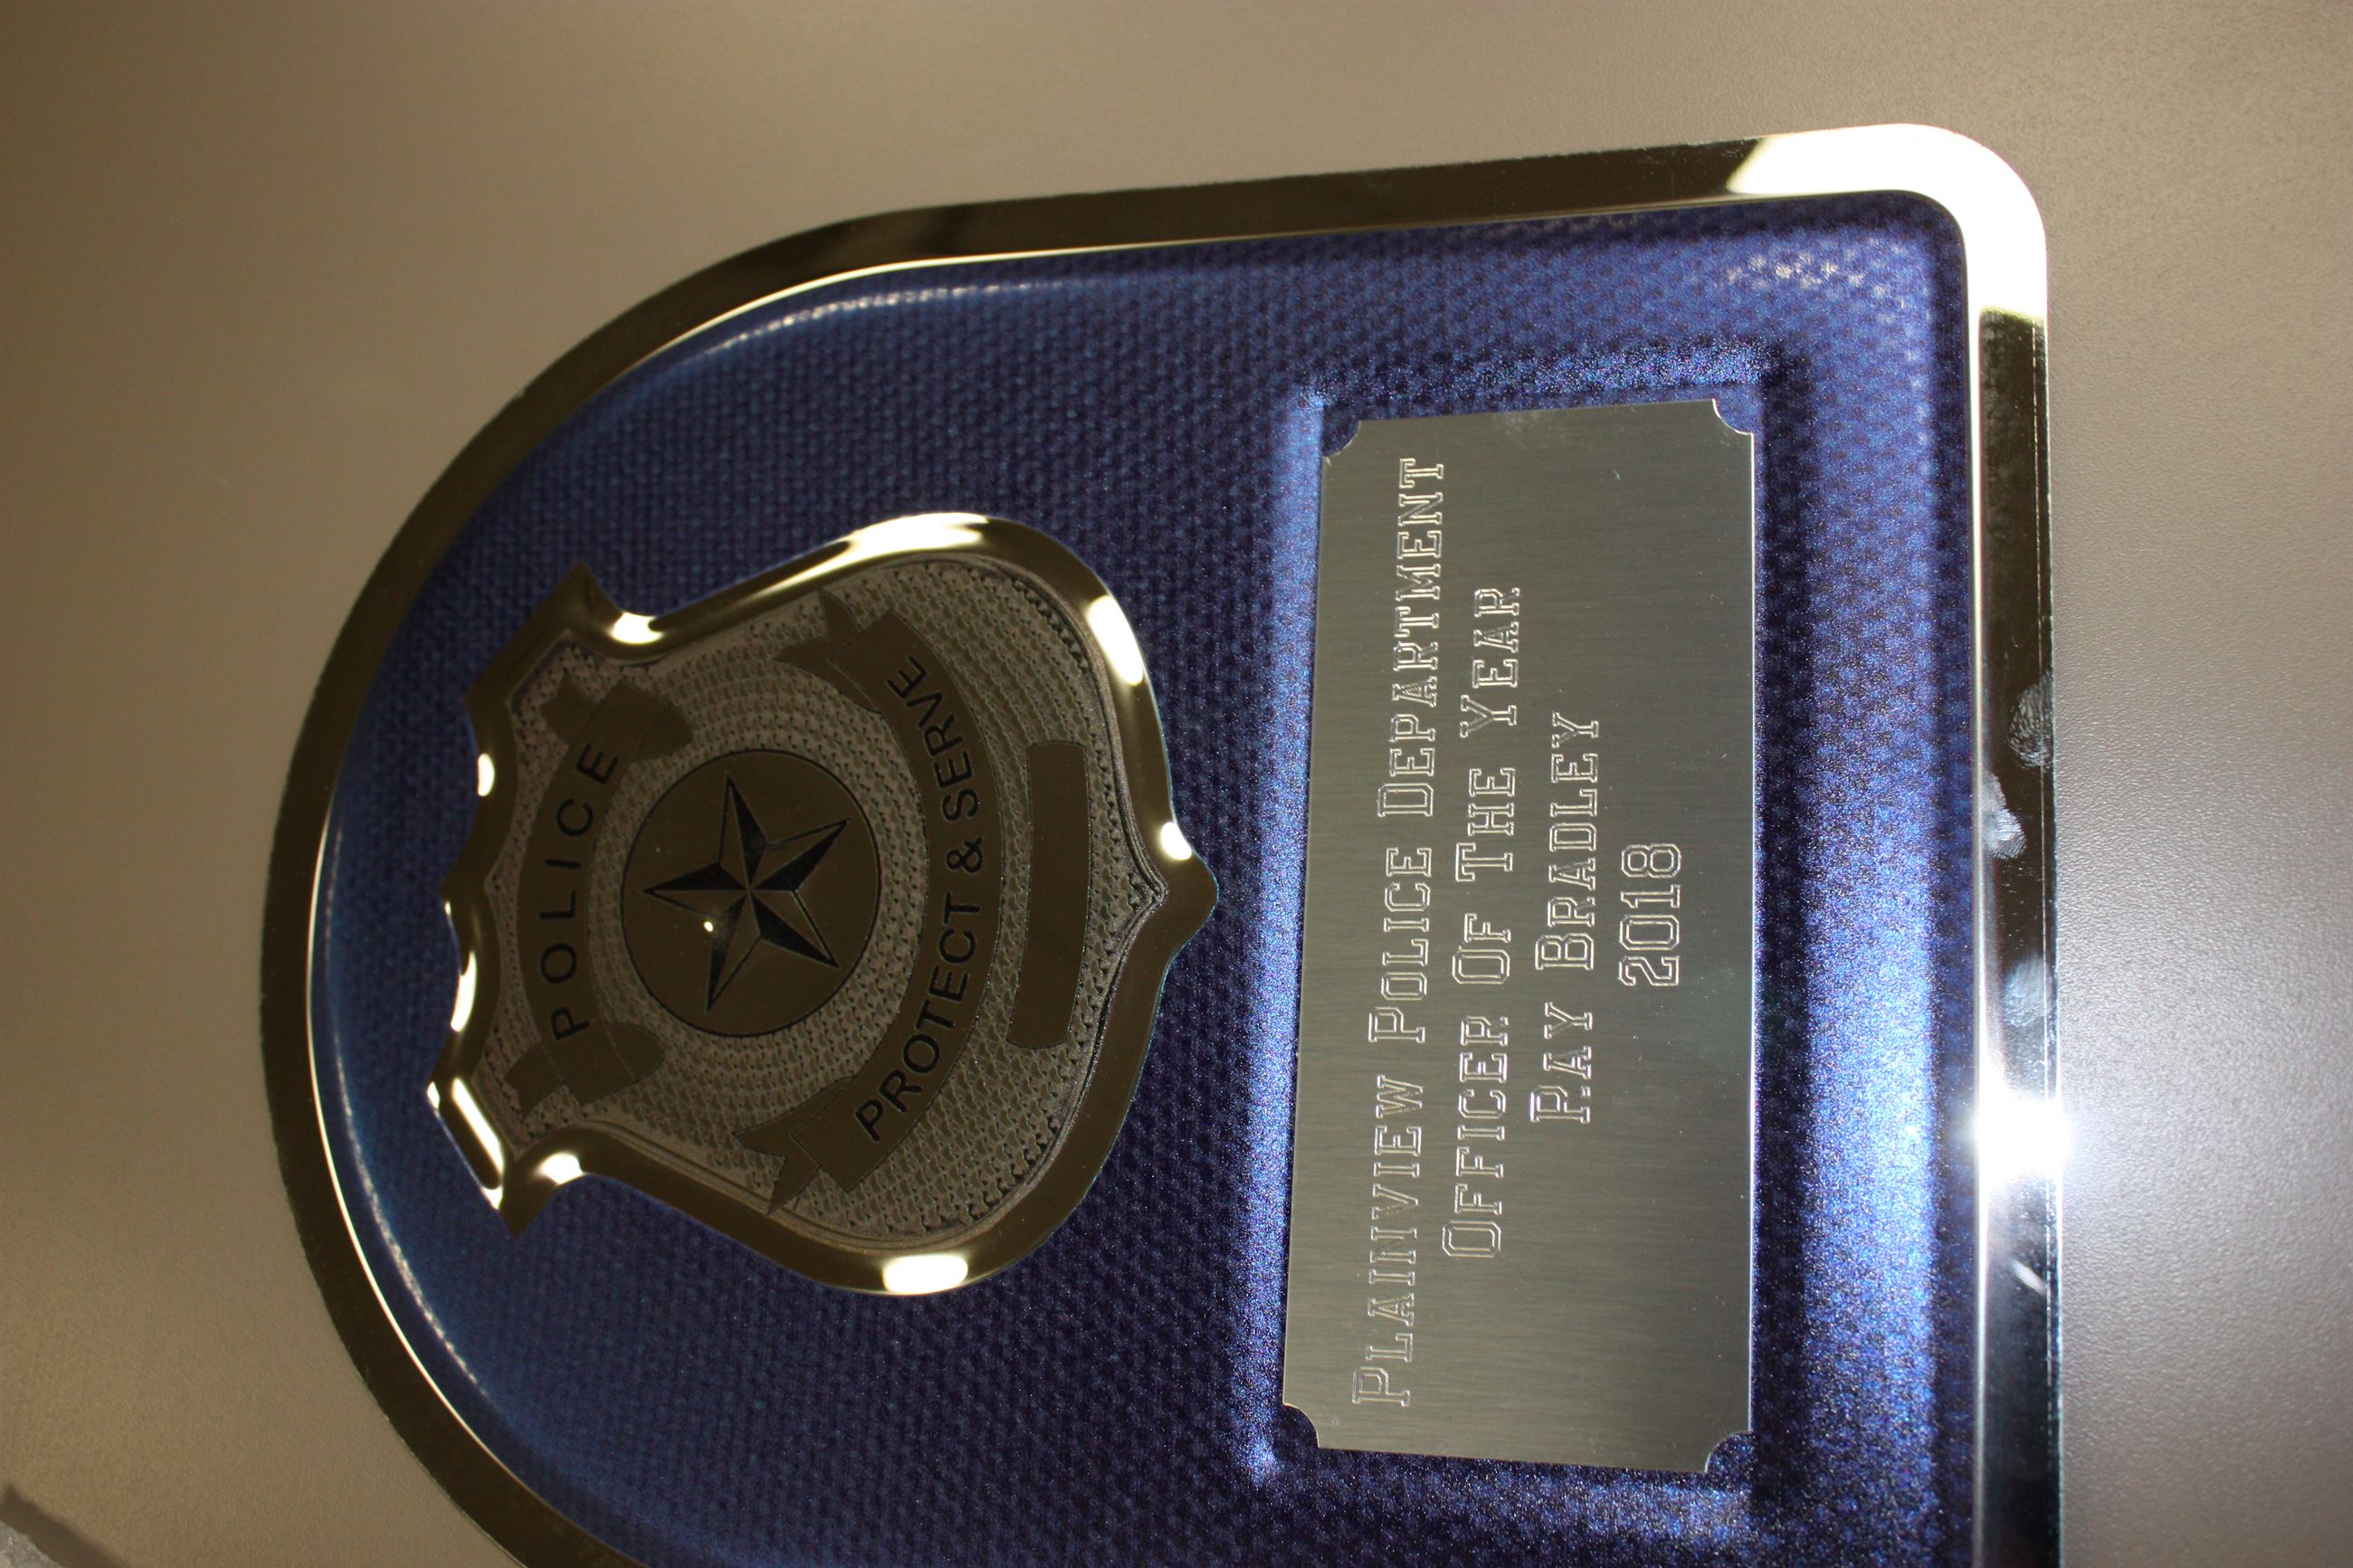 POLICE
PROTECT & SERVE
PLAINVIEW POLICE DEPARTMENT
OFFICER OF THE YEAR
RAY BRADLEY
2018